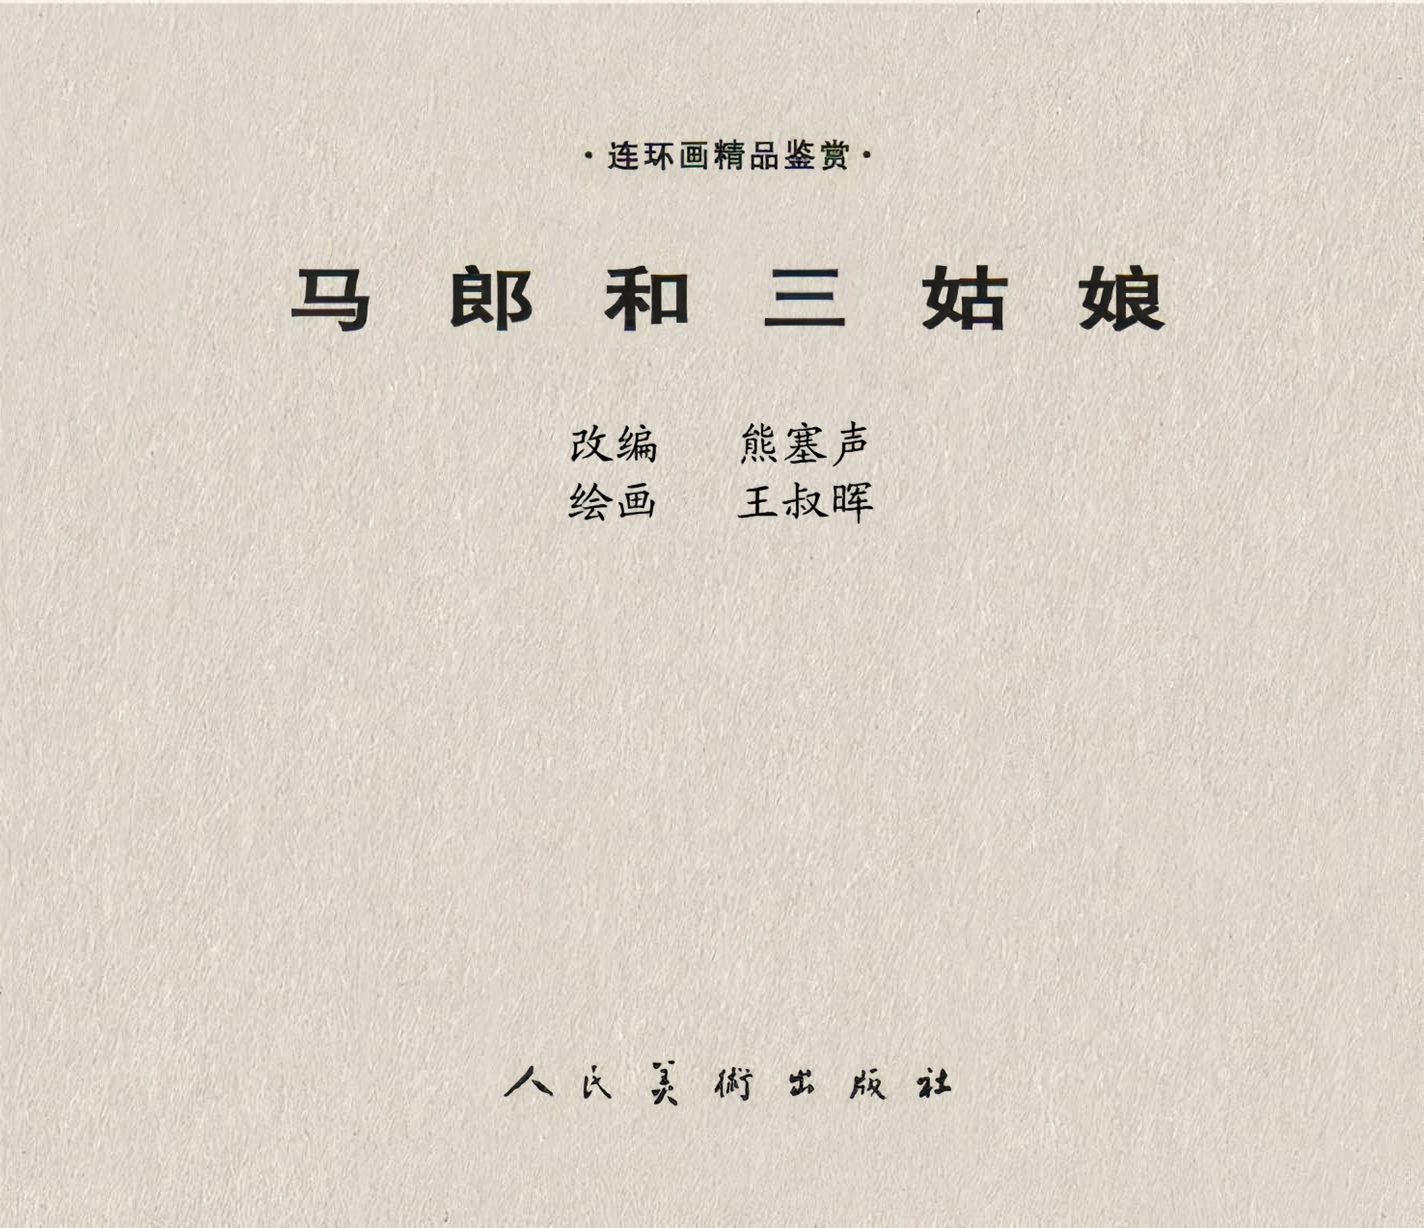 ·连环画精品鉴赏·
马郎和三姑娘
改编 熊塞声
绘画 王叔晖
人民美術出版社